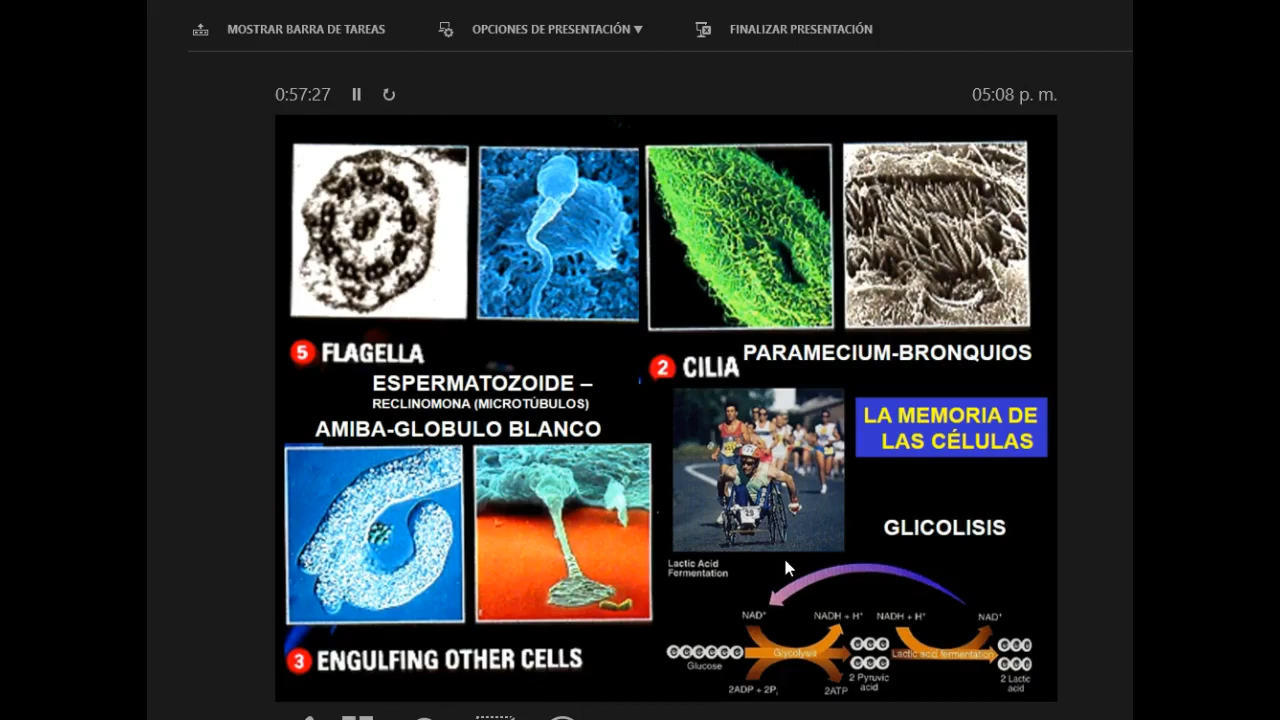 MOSTRAR BARRA DE TAREAS
OPCIONES DE PRESENTACIÓN ▼
FINALIZAR PRESENTACIÓN
0:57:27
05:08 p. m.
5 FLAGELLA
ESPERMATOZOIDE –
RECLINOMONA (MICROTÚBULOS)
AMIBA-GLOBULO BLANCO
PARAMECIUM-BRONQUIOS
2 CILIA
LA MEMORIA DE
LAS CÉLULAS
GLICOLISIS
3 ENGULFING OTHER CELLS
Lactic Acid
Fermentation
NAD⁺
NADH + H⁺
NADH + H⁺
NAD⁺
C C C C C C
Glucose
Glycolysis
C C C
C C C
2 Pyruvic
acid
Lactic acid fermentation
C C C
C C C
2 Lactic
acid
2ADP + 2Pᵢ
2ATP
29